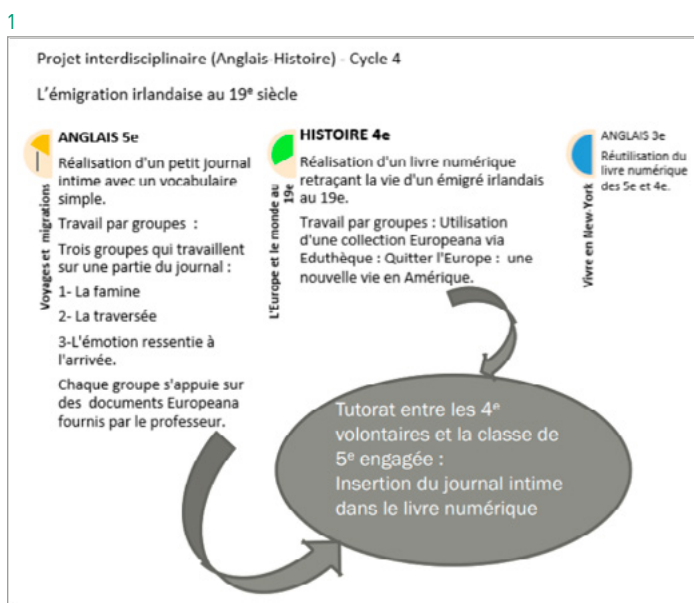 1
Projet interdisciplinaire (Anglais-Histoire) - Cycle 4
L'émigration irlandaise au 19e siècle
ANGLAIS 5e
Réalisation d'un petit journal
intime avec un vocabulaire
simple.
Travail par groupes :
Trois groupes qui travaillent
sur une partie du journal :
1- La famine
2- La traversée
3-L'émotion ressentie à
l'arrivée.
Chaque groupe s'appuie sur
des documents Europeana
fournis par le professeur.
Voyages et migrations
HISTOIRE 4e
Réalisation d'un livre numérique
retraçant la vie d'un émigré irlandais
au 19e.
Travail par groupes : Utilisation
d'une collection Europeana via
Eduthèque : Quitter l'Europe : une
nouvelle vie en Amérique.
L'Europe et le monde au
19e
ANGLAIS 3e
Réutilisation du
livre numérique
des 5e et 4e.
Vivre en New-York
Tutorat entre les 4e
volontaires et la classe de
5e engagée :
Insertion du journal intime
dans le livre numérique